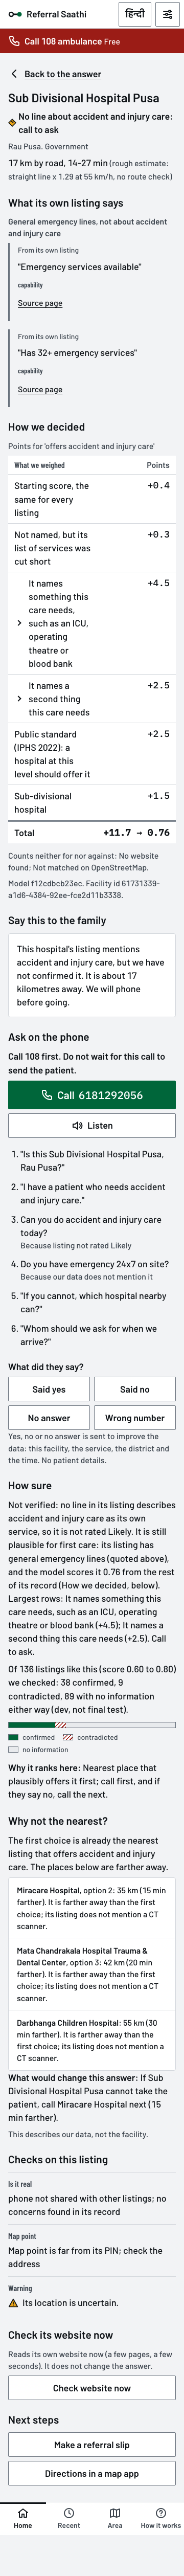 Referral Saathi
हिन्दी
Call 108 ambulance Free
Back to the answer
Sub Divisional Hospital Pusa
No line about accident and injury care:
call to ask
Rau Pusa. Government
17 km by road, 14-27 min (rough estimate:
straight line x 1.29 at 55 km/h, no route check)
What its own listing says
General emergency lines, not about accident
and injury care
From its own listing
"Emergency services available"
capability
Source page
From its own listing
"Has 32+ emergency services"
capability
Source page
How we decided
Points for 'offers accident and injury care'
What we weighed Points
Starting score, the +0.4
same for every
listing
Not named, but its +0.3
list of services was
cut short
It names +4.5
something this
care needs,
such as an ICU,
operating
theatre or
blood bank
It names a +2.5
second thing
this care needs
Public standard +2.5
(IPHS 2022): a
hospital at this
level should offer it
Sub-divisional +1.5
hospital
Total +11.7 → 0.76
Counts neither for nor against: No website
found; Not matched on OpenStreetMap.
Model f12cdbcb23ec. Facility id 61731339-
a1d6-4384-92ee-fce2d11b3338.
Say this to the family
This hospital's listing mentions
accident and injury care, but we have
not confirmed it. It is about 17
kilometres away. We will phone
before going.
Ask on the phone
Call 108 first. Do not wait for this call to
send the patient.
Call 6181292056
Listen
1. "Is this Sub Divisional Hospital Pusa,
Rau Pusa?"
2. "I have a patient who needs accident
and injury care."
3. Can you do accident and injury care
today?
Because listing not rated Likely
4. Do you have emergency 24x7 on site?
Because our data does not mention it
5. "If you cannot, which hospital nearby
can?"
6. "Whom should we ask for when we
arrive?"
What did they say?
Said yes
Said no
No answer
Wrong number
Yes, no or no answer is sent to improve the
data: this facility, the service, the district and
the time. No patient details.
How sure
Not verified: no line in its listing describes
accident and injury care as its own
service, so it is not rated Likely. It is still
plausible for first care: its listing has
general emergency lines (quoted above),
and the model scores it 0.76 from the rest
of its record (How we decided, below).
Largest rows: It names something this
care needs, such as an ICU, operating
theatre or blood bank (+4.5); It names a
second thing this care needs (+2.5). Call
to ask.
Of 136 listings like this (score 0.60 to 0.80)
we checked: 38 confirmed, 9
contradicted, 89 with no information
either way (dev, not final test).
confirmed contradicted
no information
Why it ranks here: Nearest place that
plausibly offers it first; call first, and if
they say no, call the next.
Why not the nearest?
The first choice is already the nearest
listing that offers accident and injury
care. The places below are farther away.
Miracare Hospital, option 2: 35 km (15 min
farther). It is farther away than the first
choice; its listing does not mention a CT
scanner.
Mata Chandrakala Hospital Trauma &
Dental Center, option 3: 42 km (20 min
farther). It is farther away than the first
choice; its listing does not mention a CT
scanner.
Darbhanga Children Hospital: 55 km (30
min farther). It is farther away than the
first choice; its listing does not mention a
CT scanner.
What would change this answer: If Sub
Divisional Hospital Pusa cannot take the
patient, call Miracare Hospital next (15
min farther).
This describes our data, not the facility.
Checks on this listing
Is it real
phone not shared with other listings; no
concerns found in its record
Map point
Map point is far from its PIN; check the
address
Warning
Its location is uncertain.
Check its website now
Reads its own website now (a few pages, a few
seconds). It does not change the answer.
Check website now
Next steps
Make a referral slip
Directions in a map app
Home
Recent
Area
How it works